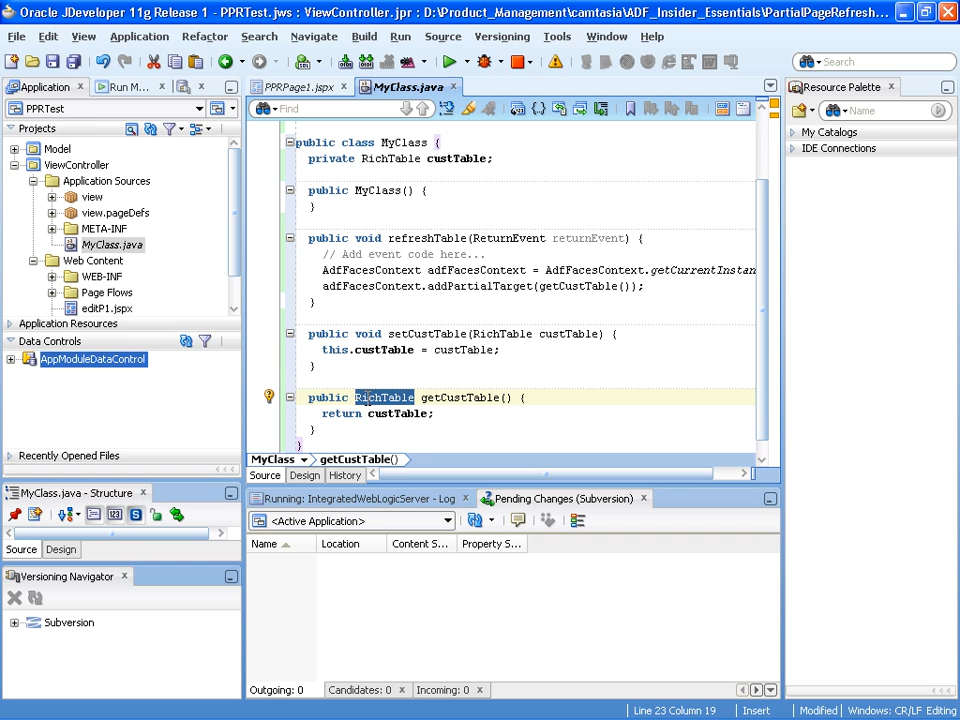 Oracle JDeveloper 11g Release 1 - PPRTest.jws : ViewController.jpr : D:\Product_Management\camtasia\ADF_Insider_Essentials\PartialPageRefresh...
File Edit View Application Refactor Search Navigate Build Run Source Versioning Tools Window Help
Search
Application
Run M...
PPRPage1.jspx
MyClass.java
Resource Palette
PPRTest
Find
Name
Projects
Model
ViewController
Application Sources
view
view.pageDefs
META-INF
MyClass.java
Web Content
WEB-INF
Page Flows
editP1.jspx
Application Resources
Data Controls
AppModuleDataControl
Recently Opened Files
public class MyClass {
private RichTable custTable;
public MyClass() {
}
public void refreshTable(ReturnEvent returnEvent) {
// Add event code here...
AdfFacesContext adfFacesContext = AdfFacesContext.getCurrentInstan
adfFacesContext.addPartialTarget(getCustTable());
}
public void setCustTable(RichTable custTable) {
this.custTable = custTable;
}
public RichTable getCustTable() {
return custTable;
}
}
MyClass
getCustTable()
Source Design History
My Catalogs
IDE Connections
MyClass.java - Structure
Source Design
Versioning Navigator
Subversion
Running: IntegratedWebLogicServer - Log
Pending Changes (Subversion)
<Active Application>
Name Location Content S... Property S...
Outgoing: 0 Candidates: 0 Incoming: 0
Line 23 Column 19 Insert Modified Windows: CR/LF Editing